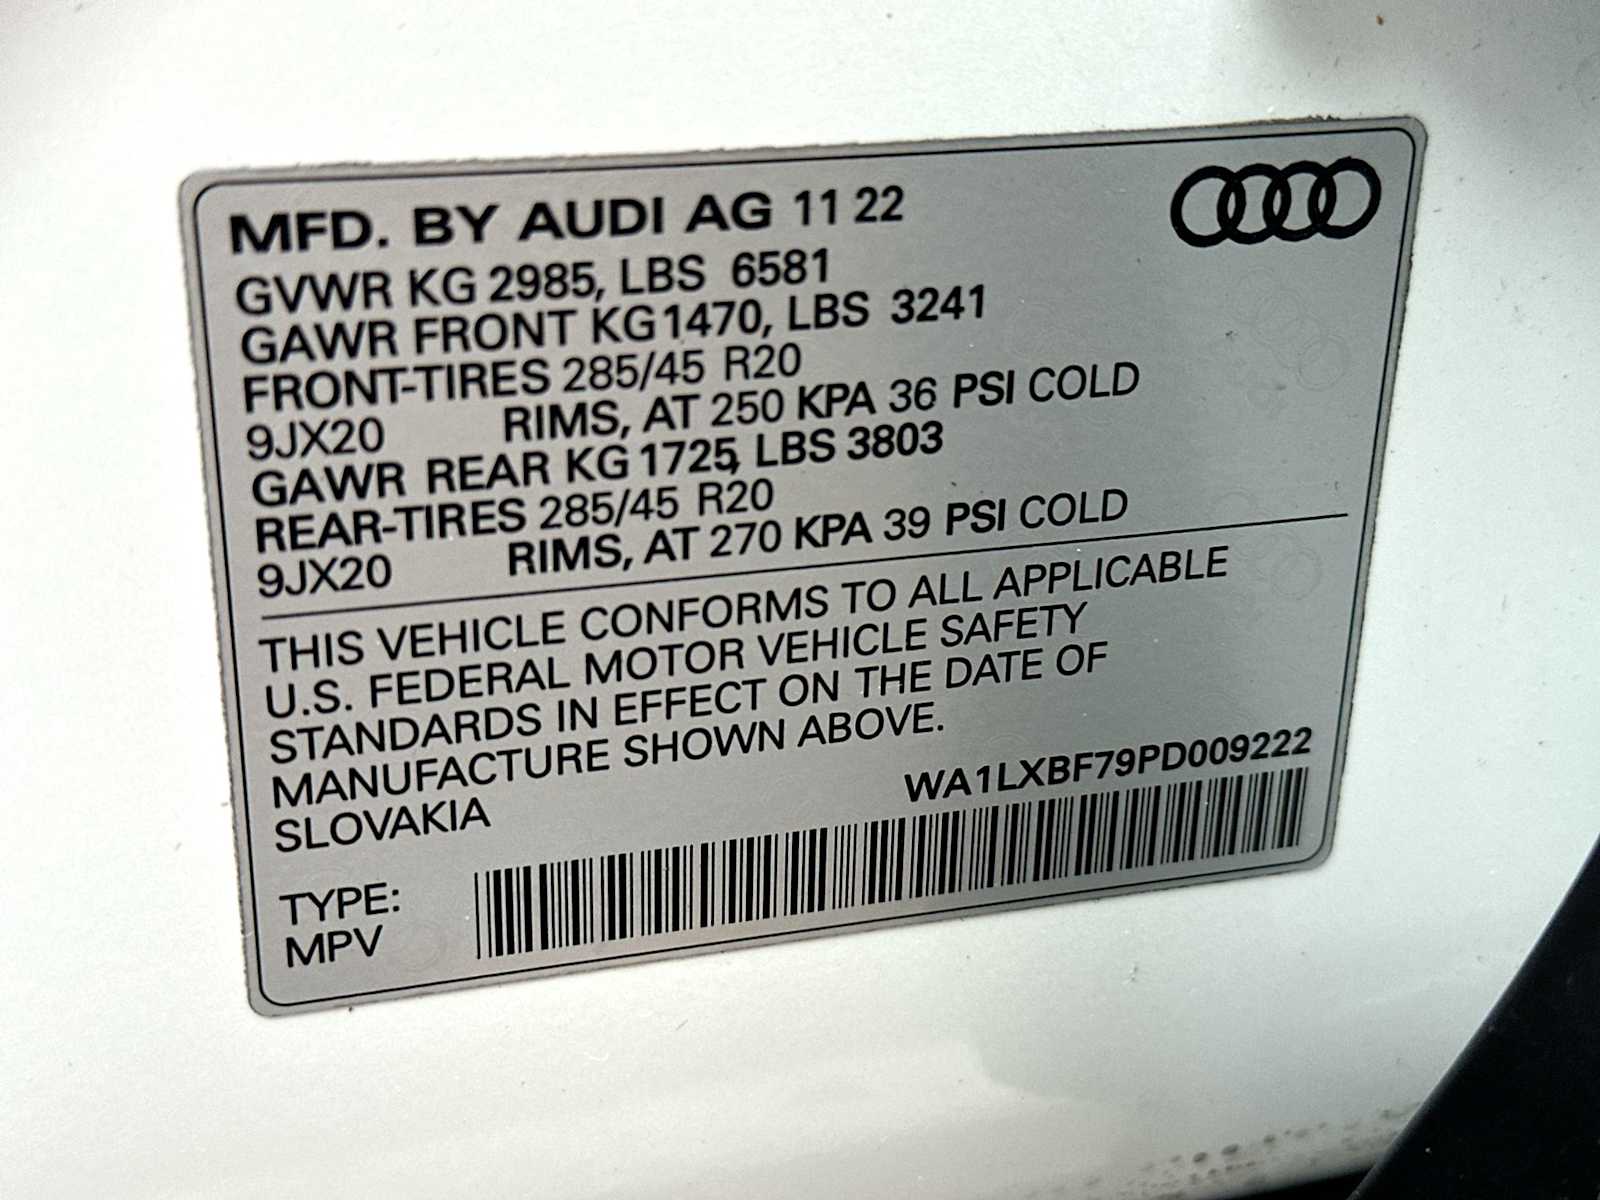 MFD. BY AUDI AG 11 22
GVWR KG 2985, LBS 6581
GAWR FRONT KG 1470, LBS 3241
FRONT-TIRES 285/45 R20
9JX20 RIMS, AT 250 KPA 36 PSI COLD
GAWR REAR KG 1725, LBS 3803
REAR-TIRES 285/45 R20
9JX20 RIMS, AT 270 KPA 39 PSI COLD
THIS VEHICLE CONFORMS TO ALL APPLICABLE
U.S. FEDERAL MOTOR VEHICLE SAFETY
STANDARDS IN EFFECT ON THE DATE OF
MANUFACTURE SHOWN ABOVE.
SLOVAKIA WA1LXBF79PD009222
TYPE:
MPV